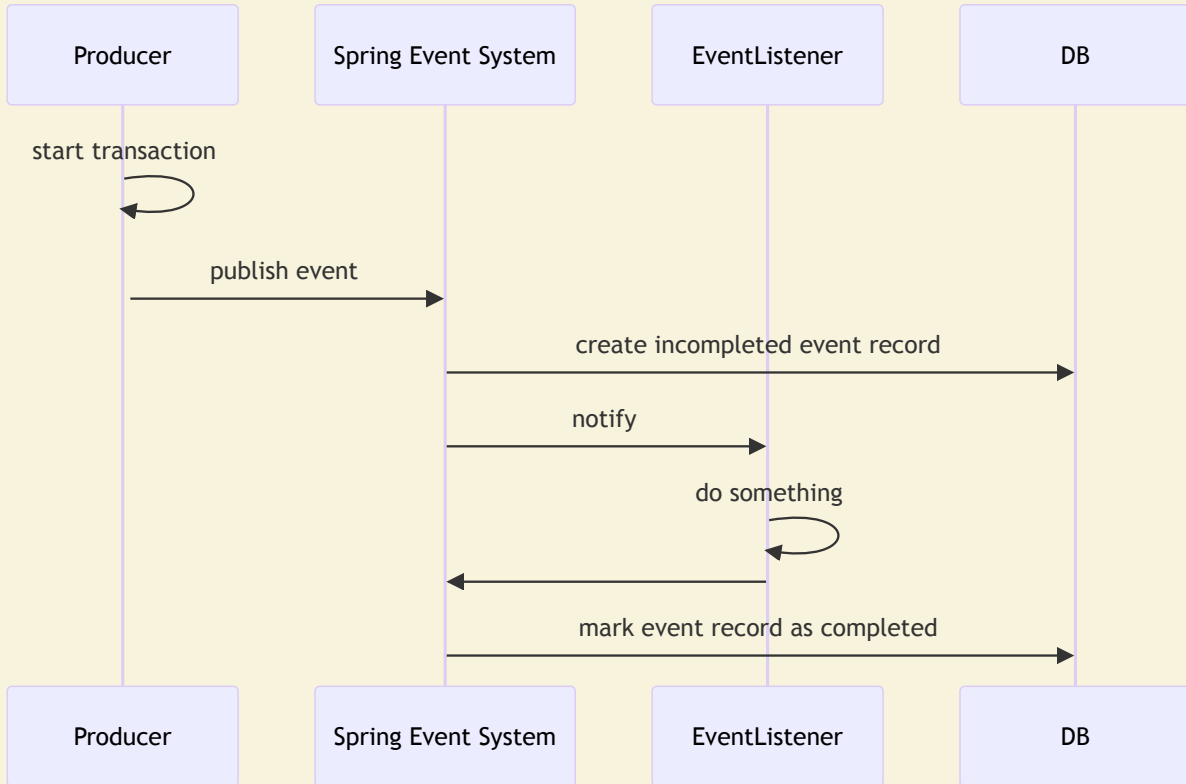 Producer
Spring Event System
EventListener
DB
start transaction
publish event
create incompleted event record
notify
do something
mark event record as completed
Producer
Spring Event System
EventListener
DB